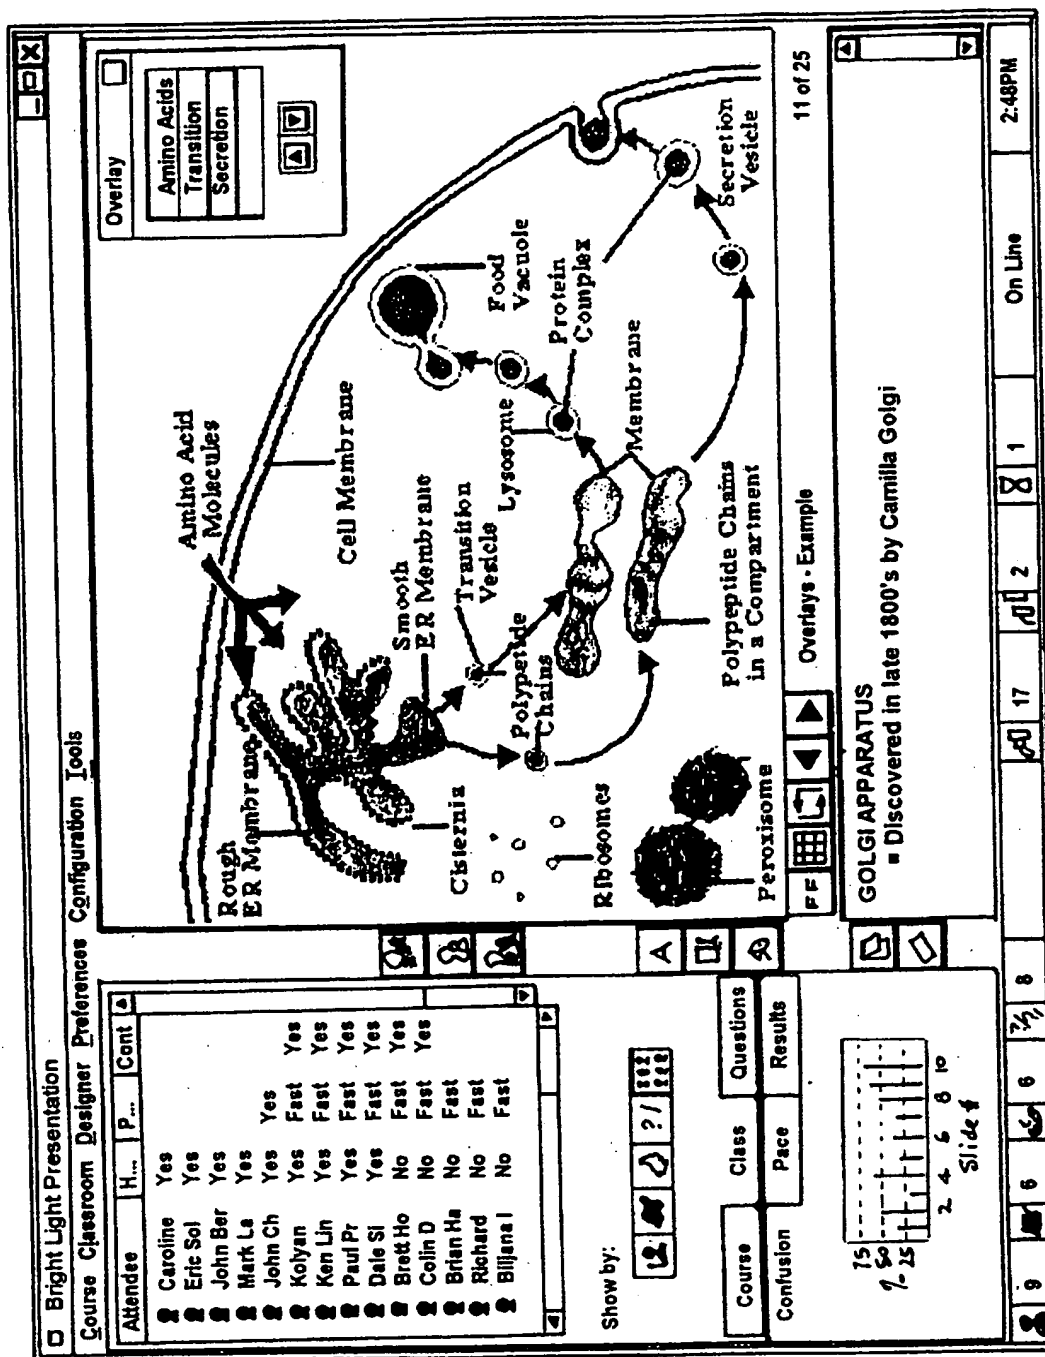 Bright Light Presentation
Course Classroom Designer Preferences Configuration Tools
Attendee H... P... Cont
Caroline Yes
Eric Sol Yes
John Ber Yes
Mark La Yes
John Ch Yes Yes
Kolyan Yes Fast Yes
Ken Lin Yes Fast Yes
Paul Pr Yes Fast Yes
Dale Si Yes Fast Yes
Brett Ho No Fast Yes
Colin D No Fast Yes
Brian Ha No Fast
Richard No Fast
Biljana I No Fast
Show by:
? /
Course Class Questions
Confusion Pace Results
75
50
25
2 4 6 8 10
Slide #
Overlay
Amino Acids
Transition
Secretion
Amino Acid
Molecules
Rough
ER Membrane
Cell Membrane
Smooth
ER Membrane
Cisterniz
Transition
Vesicle
Lysosome
Food
Vacuole
Polypetide
Chains
Ribosomes
Protein
Complex
Membrane
Secretion
Vesicle
Polypeptide Chains
in a Compartment
Peroxisome
A
F F
Overlays - Example
11 of 25
GOLGI APPARATUS
Discovered in late 1800's by Camilla Golgi
9 6 6 8 17 2 1 On Line 2:48PM